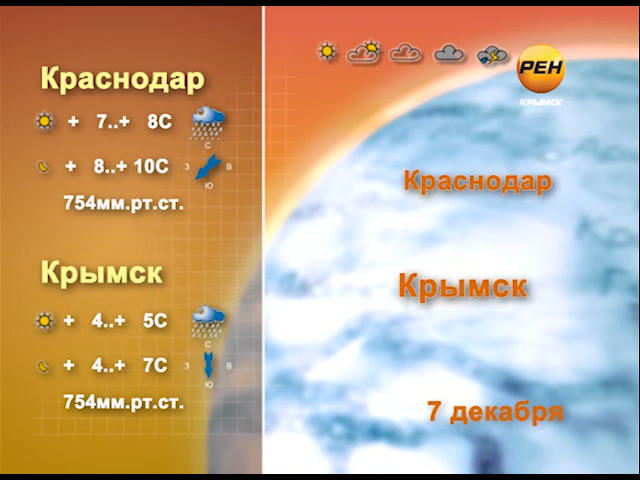 Краснодар
+ 7..+ 8С
+ 8..+ 10С
С
З В
Ю
754мм.рт.ст.
Крымск
+ 4..+ 5С
+ 4..+ 7С
С
З В
Ю
754мм.рт.ст.
РЕН
КРЫМСК
Краснодар
Крымск
7 декабря